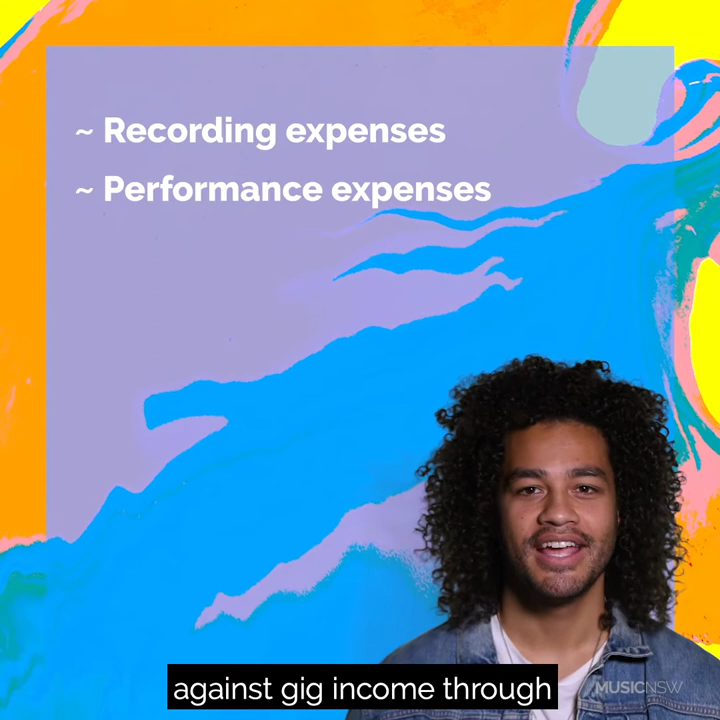 ~ Recording expenses
~ Performance expenses
against gig income through
MUSICNSW